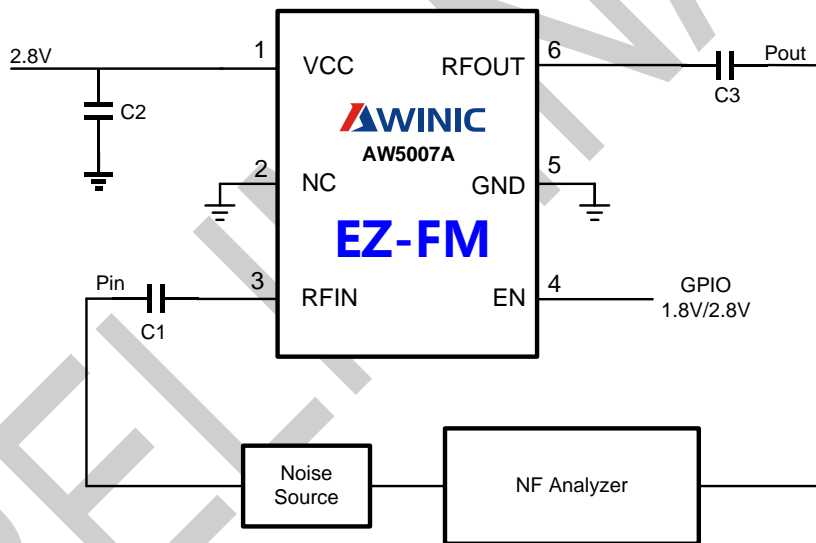 2.8V
1
VCC
RFOUT
6
Pout
C2
C3
AWINIC
AW5007A
2
NC
GND
5
EZ-FM
Pin
3
RFIN
EN
4
GPIO
1.8V/2.8V
C1
Noise
Source
NF Analyzer